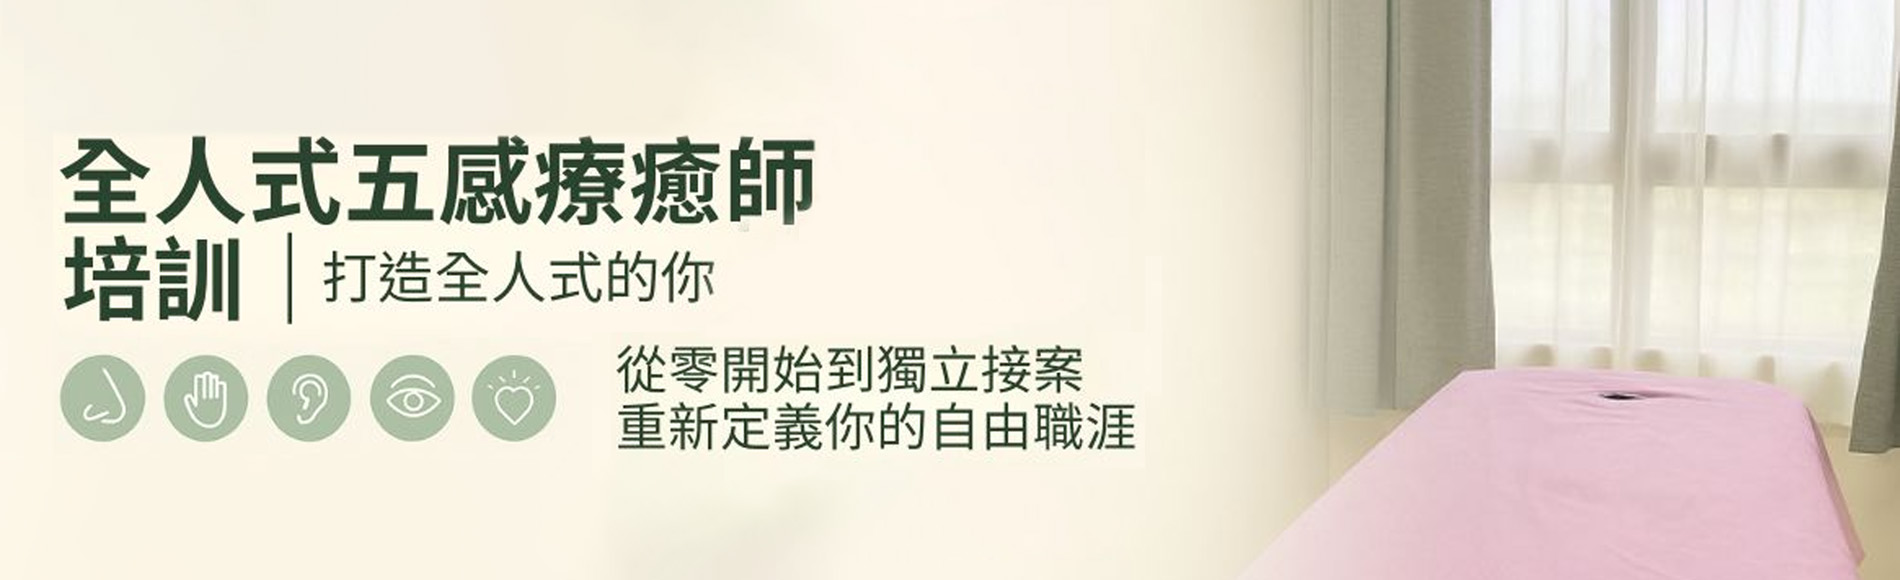 全人式五感療癒師
培訓｜打造全人式的你
從零開始到獨立接案
重新定義你的自由職涯